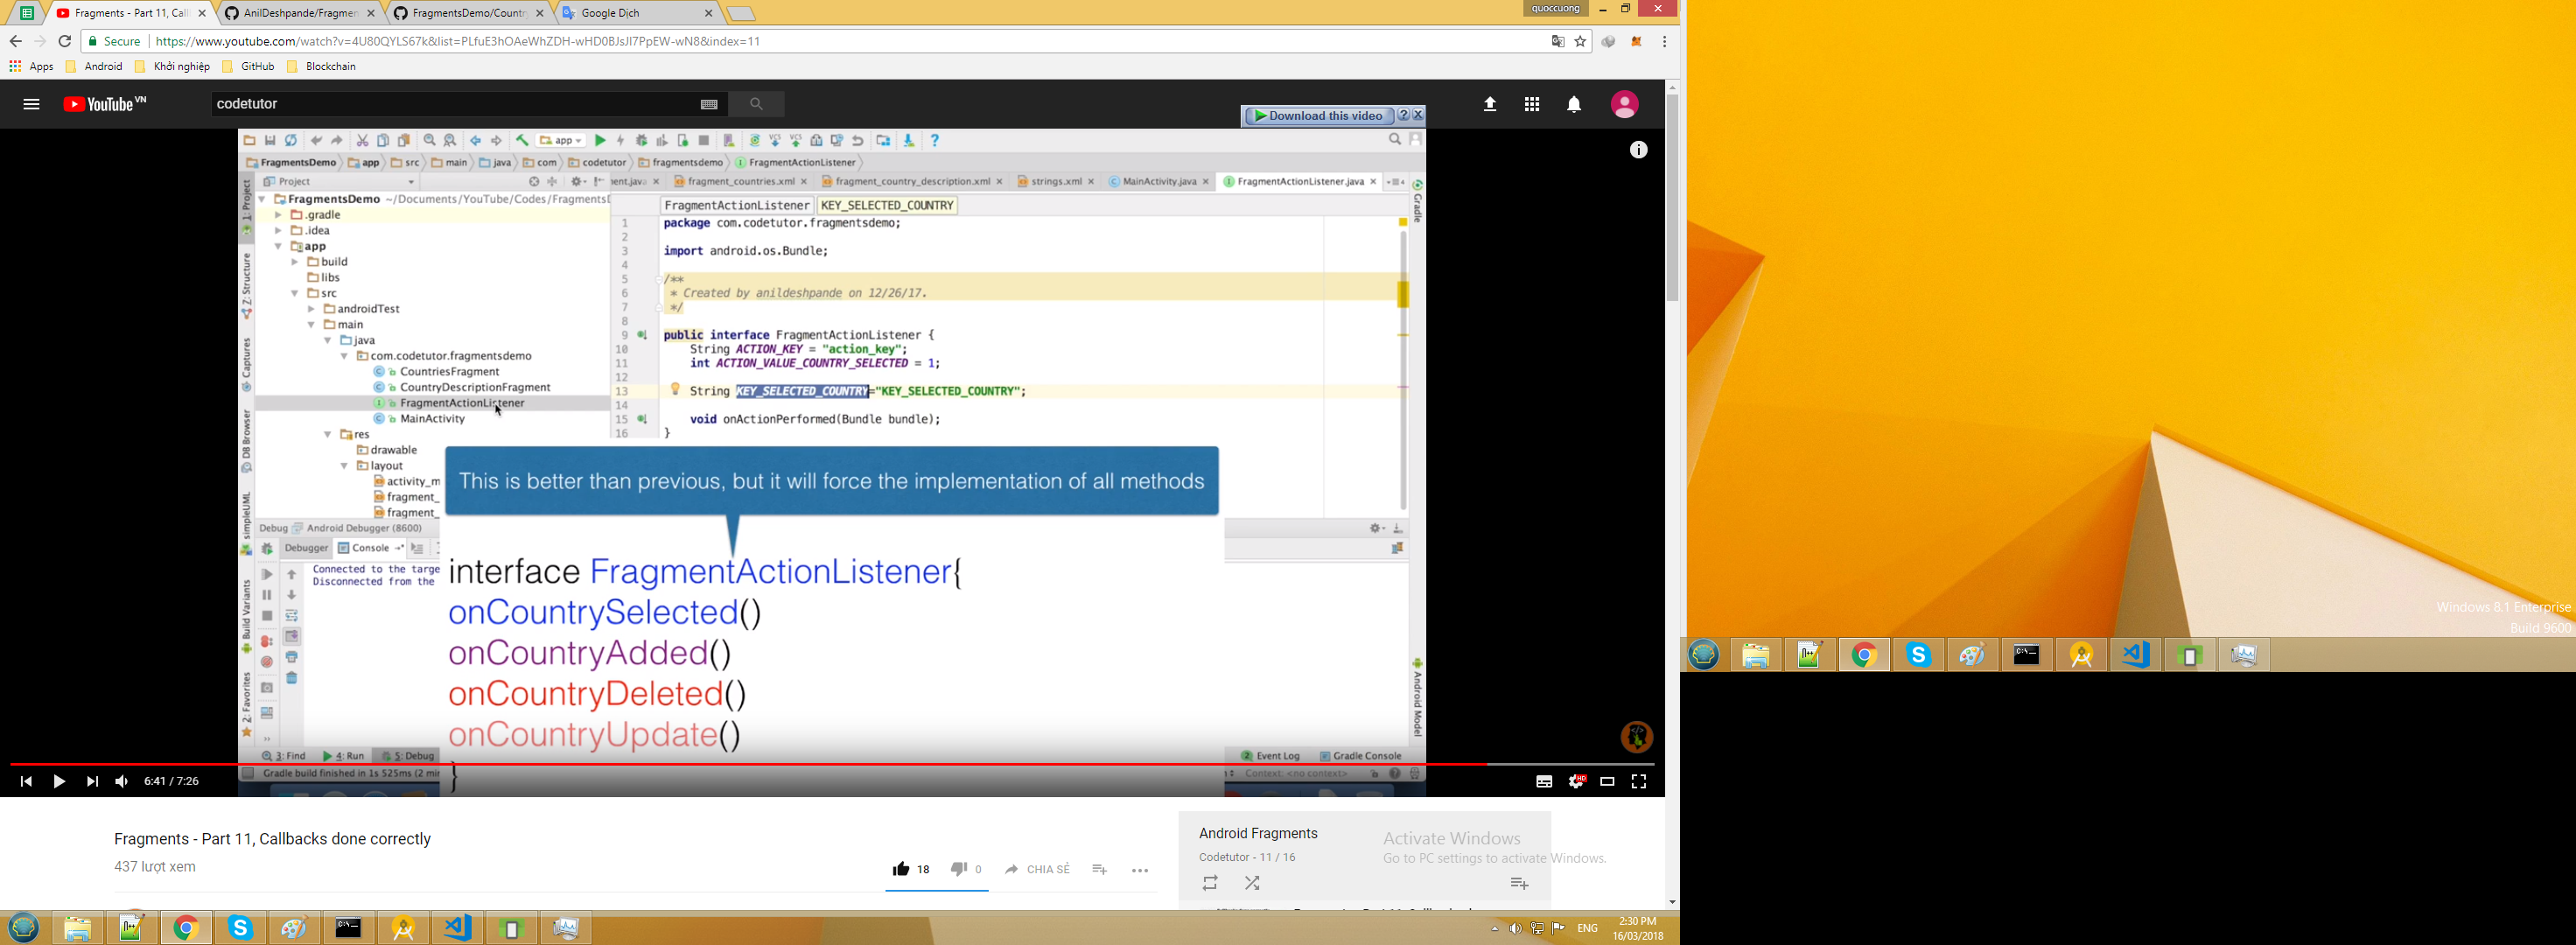 Fragments - Part 11, Call
AnilDeshpande/Fragmen
FragmentsDemo/Countr
Google Dịch
quoccuong
Secure
https://www.youtube.com/watch?v=4U80QYLS67k&list=PLfuE3hOAeWhZDH-wHD0BJsJl7PpEW-wN8&index=11
Apps
Android
Khởi nghiệp
GitHub
Blockchain
YouTube VN
codetutor
Download this video
app
FragmentsDemo
app
src
main
java
com
codetutor
fragmentsdemo
FragmentActionListener
1: Project
Project
nent.java
fragment_countries.xml
fragment_country_description.xml
strings.xml
MainActivity.java
FragmentActionListener.java
Gradle
FragmentsDemo ~/Documents/YouTube/Codes/Fragments
.gradle
.idea
app
build
libs
src
androidTest
main
java
com.codetutor.fragmentsdemo
CountriesFragment
CountryDescriptionFragment
FragmentActionListener
MainActivity
res
drawable
layout
activity_m
fragment_
fragment_
Z: Structure
Captures
DB Browser
simpleUML
Build Variants
2: Favorites
FragmentActionListener
KEY_SELECTED_COUNTRY
1 package com.codetutor.fragmentsdemo;
2
3 import android.os.Bundle;
4
5 /**
6 * Created by anildeshpande on 12/26/17.
7 */
8
9 public interface FragmentActionListener {
10 String ACTION_KEY = "action_key";
11 int ACTION_VALUE_COUNTRY_SELECTED = 1;
12
13 String KEY_SELECTED_COUNTRY="KEY_SELECTED_COUNTRY";
14
15 void onActionPerformed(Bundle bundle);
16 }
This is better than previous, but it will force the implementation of all methods
Debug
Android Debugger (8600)
Debugger
Console
Connected to the targe
Disconnected from the
interface FragmentActionListener{
onCountrySelected()
onCountryAdded()
onCountryDeleted()
onCountryUpdate()
}
Android Model
3: Find
4: Run
5: Debug
Event Log
Gradle Console
Gradle build finished in 1s 525ms (2 min
Context: <no context>
6:41 / 7:26
HD
Fragments - Part 11, Callbacks done correctly
437 lượt xem
18
0
CHIA SẺ
Android Fragments
Codetutor - 11 / 16
Activate Windows
Go to PC settings to activate Windows.
ENG
2:30 PM
16/03/2018
Windows 8.1 Enterprise
Build 9600